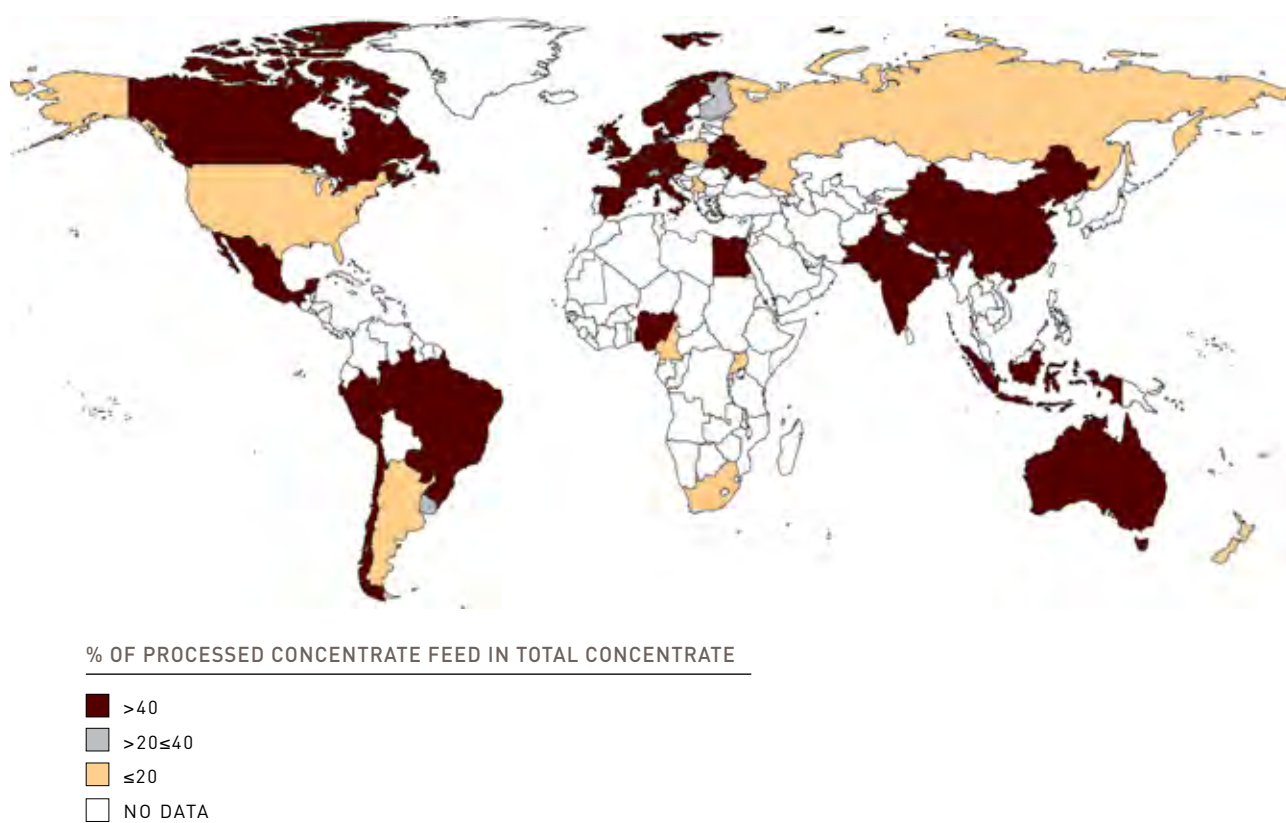 % OF PROCESSED CONCENTRATE FEED IN TOTAL CONCENTRATE
>40
>20≤40
≤20
NO DATA